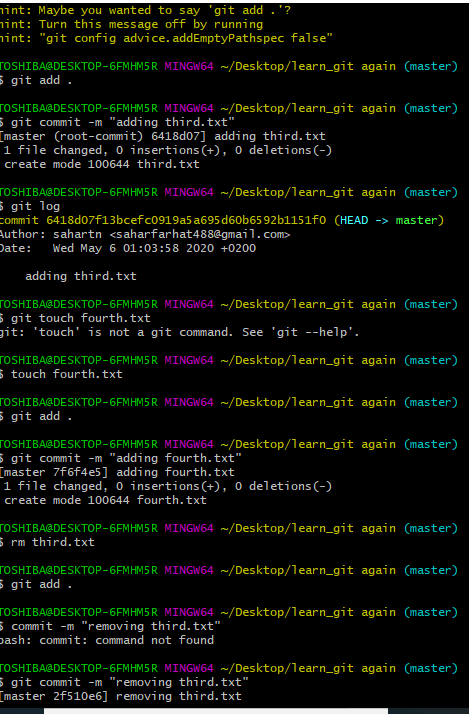 hint: Maybe you wanted to say 'git add .'?
hint: Turn this message off by running
hint: "git config advice.addEmptyPathspec false"
TOSHIBA@DESKTOP-6FMHM5R MINGW64 ~/Desktop/learn_git again (master)
$ git add .
TOSHIBA@DESKTOP-6FMHM5R MINGW64 ~/Desktop/learn_git again (master)
$ git commit -m "adding third.txt"
[master (root-commit) 6418d07] adding third.txt
1 file changed, 0 insertions(+), 0 deletions(-)
create mode 100644 third.txt
TOSHIBA@DESKTOP-6FMHM5R MINGW64 ~/Desktop/learn_git again (master)
$ git log
commit 6418d07f13bcefc0919a5a695d60b6592b1151f0 (HEAD -> master)
Author: sahartn <saharfarhat488@gmail.com>
Date: Wed May 6 01:03:58 2020 +0200
adding third.txt
TOSHIBA@DESKTOP-6FMHM5R MINGW64 ~/Desktop/learn_git again (master)
$ git touch fourth.txt
git: 'touch' is not a git command. See 'git --help'.
TOSHIBA@DESKTOP-6FMHM5R MINGW64 ~/Desktop/learn_git again (master)
$ touch fourth.txt
TOSHIBA@DESKTOP-6FMHM5R MINGW64 ~/Desktop/learn_git again (master)
$ git add .
TOSHIBA@DESKTOP-6FMHM5R MINGW64 ~/Desktop/learn_git again (master)
$ git commit -m "adding fourth.txt"
[master 7f6f4e5] adding fourth.txt
1 file changed, 0 insertions(+), 0 deletions(-)
create mode 100644 fourth.txt
TOSHIBA@DESKTOP-6FMHM5R MINGW64 ~/Desktop/learn_git again (master)
$ rm third.txt
TOSHIBA@DESKTOP-6FMHM5R MINGW64 ~/Desktop/learn_git again (master)
$ git add .
TOSHIBA@DESKTOP-6FMHM5R MINGW64 ~/Desktop/learn_git again (master)
$ commit -m "removing third.txt"
bash: commit: command not found
TOSHIBA@DESKTOP-6FMHM5R MINGW64 ~/Desktop/learn_git again (master)
$ git commit -m "removing third.txt"
[master 2f510e6] removing third.txt